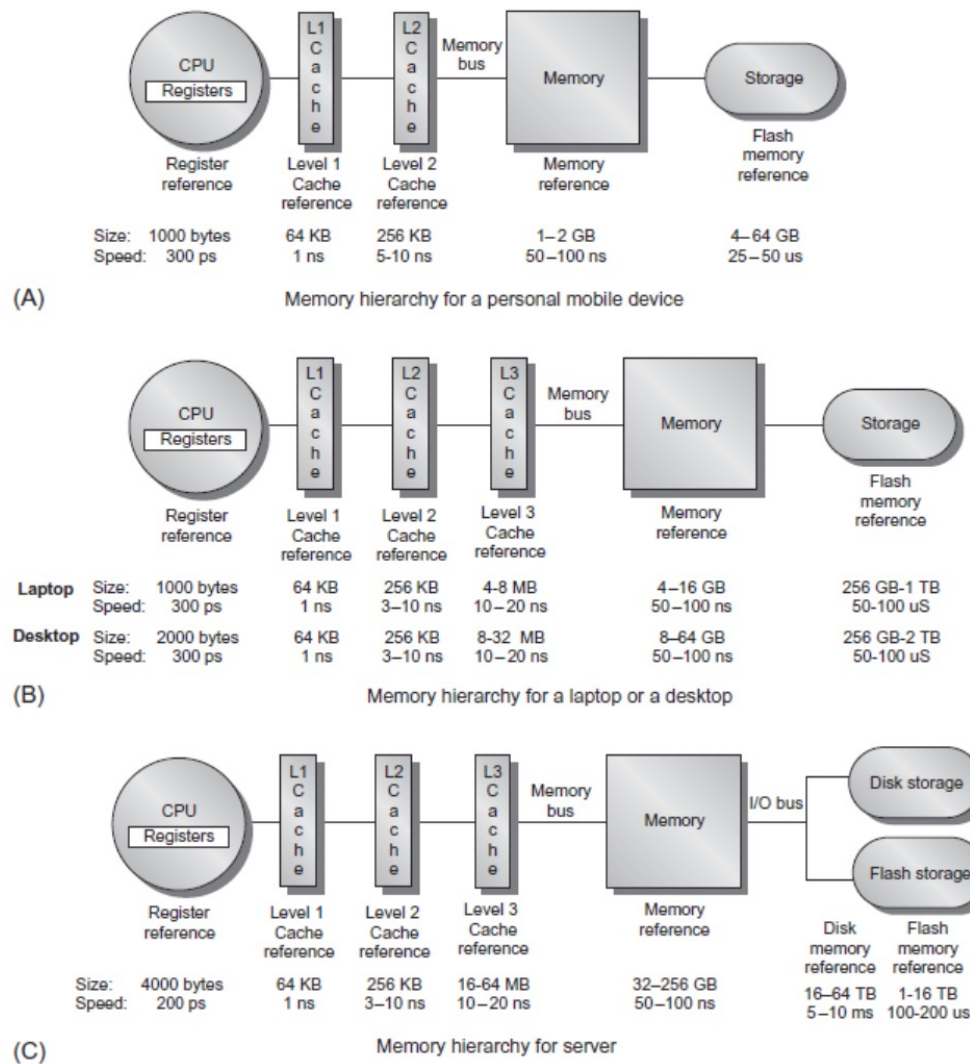 L1 Cache
L2 Cache
Memory bus
CPU
Registers
Memory
Storage
Register reference
Level 1 Cache reference
Level 2 Cache reference
Memory reference
Flash memory reference
Size: 1000 bytes 64 KB 256 KB 1–2 GB 4–64 GB
Speed: 300 ps 1 ns 5-10 ns 50–100 ns 25–50 us
(A) Memory hierarchy for a personal mobile device
L1 Cache
L2 Cache
L3 Cache
Memory bus
CPU
Registers
Memory
Storage
Register reference
Level 1 Cache reference
Level 2 Cache reference
Level 3 Cache reference
Memory reference
Flash memory reference
Laptop Size: 1000 bytes 64 KB 256 KB 4-8 MB 4–16 GB 256 GB-1 TB
Speed: 300 ps 1 ns 3–10 ns 10–20 ns 50–100 ns 50-100 uS
Desktop Size: 2000 bytes 64 KB 256 KB 8-32 MB 8–64 GB 256 GB-2 TB
Speed: 300 ps 1 ns 3–10 ns 10–20 ns 50–100 ns 50-100 uS
(B) Memory hierarchy for a laptop or a desktop
L1 Cache
L2 Cache
L3 Cache
Memory bus
I/O bus
CPU
Registers
Memory
Disk storage
Flash storage
Register reference
Level 1 Cache reference
Level 2 Cache reference
Level 3 Cache reference
Memory reference
Disk memory reference
Flash memory reference
Size: 4000 bytes 64 KB 256 KB 16-64 MB 32–256 GB 16–64 TB 1-16 TB
Speed: 200 ps 1 ns 3–10 ns 10–20 ns 50–100 ns 5–10 ms 100-200 us
(C) Memory hierarchy for server